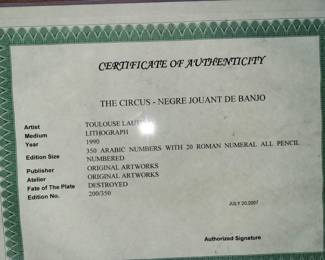 CERTIFICATE OF AUTHENTICITY
THE CIRCUS - NEGRE JOUANT DE BANJO
Artist TOULOUSE
Medium LITHOGRAPH
Year 1990
Edition Size 350 ARABIC NUMBERS WITH 20 ROMAN NUMERAL ALL PENCIL
NUMBERED
Publisher ORIGINAL ARTWORKS
Atelier ORIGINAL ARTWORKS
Fate of The Plate DESTROYED
Edition No. 200/350
JULY 20,2007
Authorized Signature